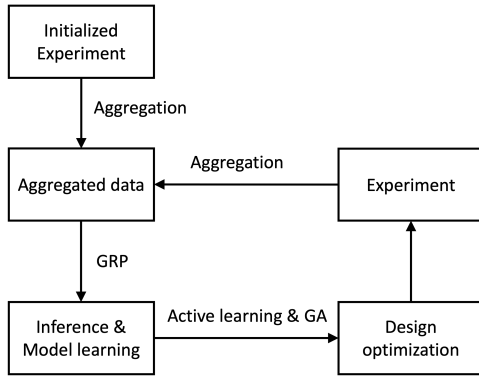 Initialized
Experiment
Aggregation
Aggregated data
Aggregation
Experiment
GRP
Inference &
Model learning
Active learning & GA
Design
optimization